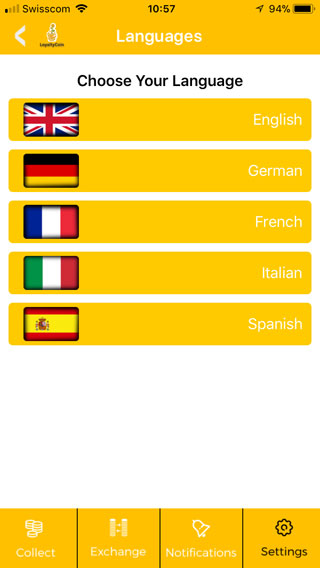 Swisscom 10:57 94%
LoyaltyCoin
Languages
Choose Your Language
English
German
French
Italian
Spanish
Collect Exchange Notifications Settings